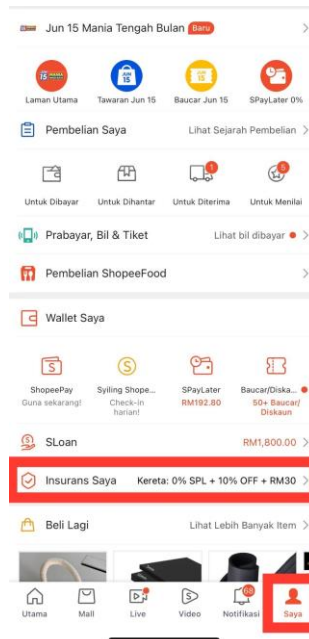 Jun 15 Mania Tengah Bulan Baru
Laman Utama Tawaran Jun 15 Baucar Jun 15 SPayLater 0%
Pembelian Saya Lihat Sejarah Pembelian
1 5
Untuk Dibayar Untuk Dihantar Untuk Diterima Untuk Menilai
Prabayar, Bil & Tiket Lihat bil dibayar
Pembelian ShopeeFood
Wallet Saya
ShopeePay Syiling Shope... SPayLater Baucar/Diska...
Guna sekarang! Check-in harian! RM192.80 50+ Baucar/ Diskaun
SLoan RM1,800.00
Insurans Saya Kereta: 0% SPL + 10% OFF + RM30
Beli Lagi Lihat Lebih Banyak Item
68
Utama Mall Live Video Notifikasi Saya